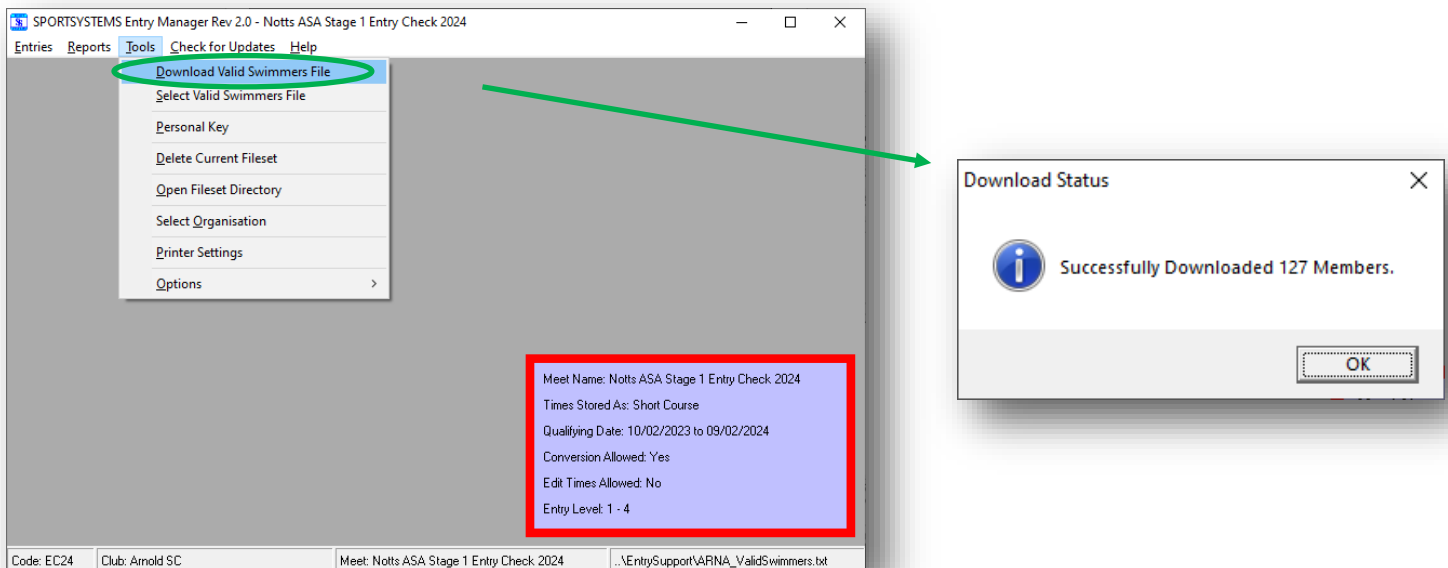 SPORTSYSTEMS Entry Manager Rev 2.0 - Notts ASA Stage 1 Entry Check 2024
Entries Reports Tools Check for Updates Help
Download Valid Swimmers File
Select Valid Swimmers File
Personal Key
Delete Current Fileset
Open Fileset Directory
Select Organisation
Printer Settings
Options
Meet Name: Notts ASA Stage 1 Entry Check 2024
Times Stored As: Short Course
Qualifying Date: 10/02/2023 to 09/02/2024
Conversion Allowed: Yes
Edit Times Allowed: No
Entry Level: 1 - 4
Code: EC24 Club: Arnold SC Meet: Notts ASA Stage 1 Entry Check 2024 ..\EntrySupport\ARNA_ValidSwimmers.txt
Download Status
Successfully Downloaded 127 Members.
OK